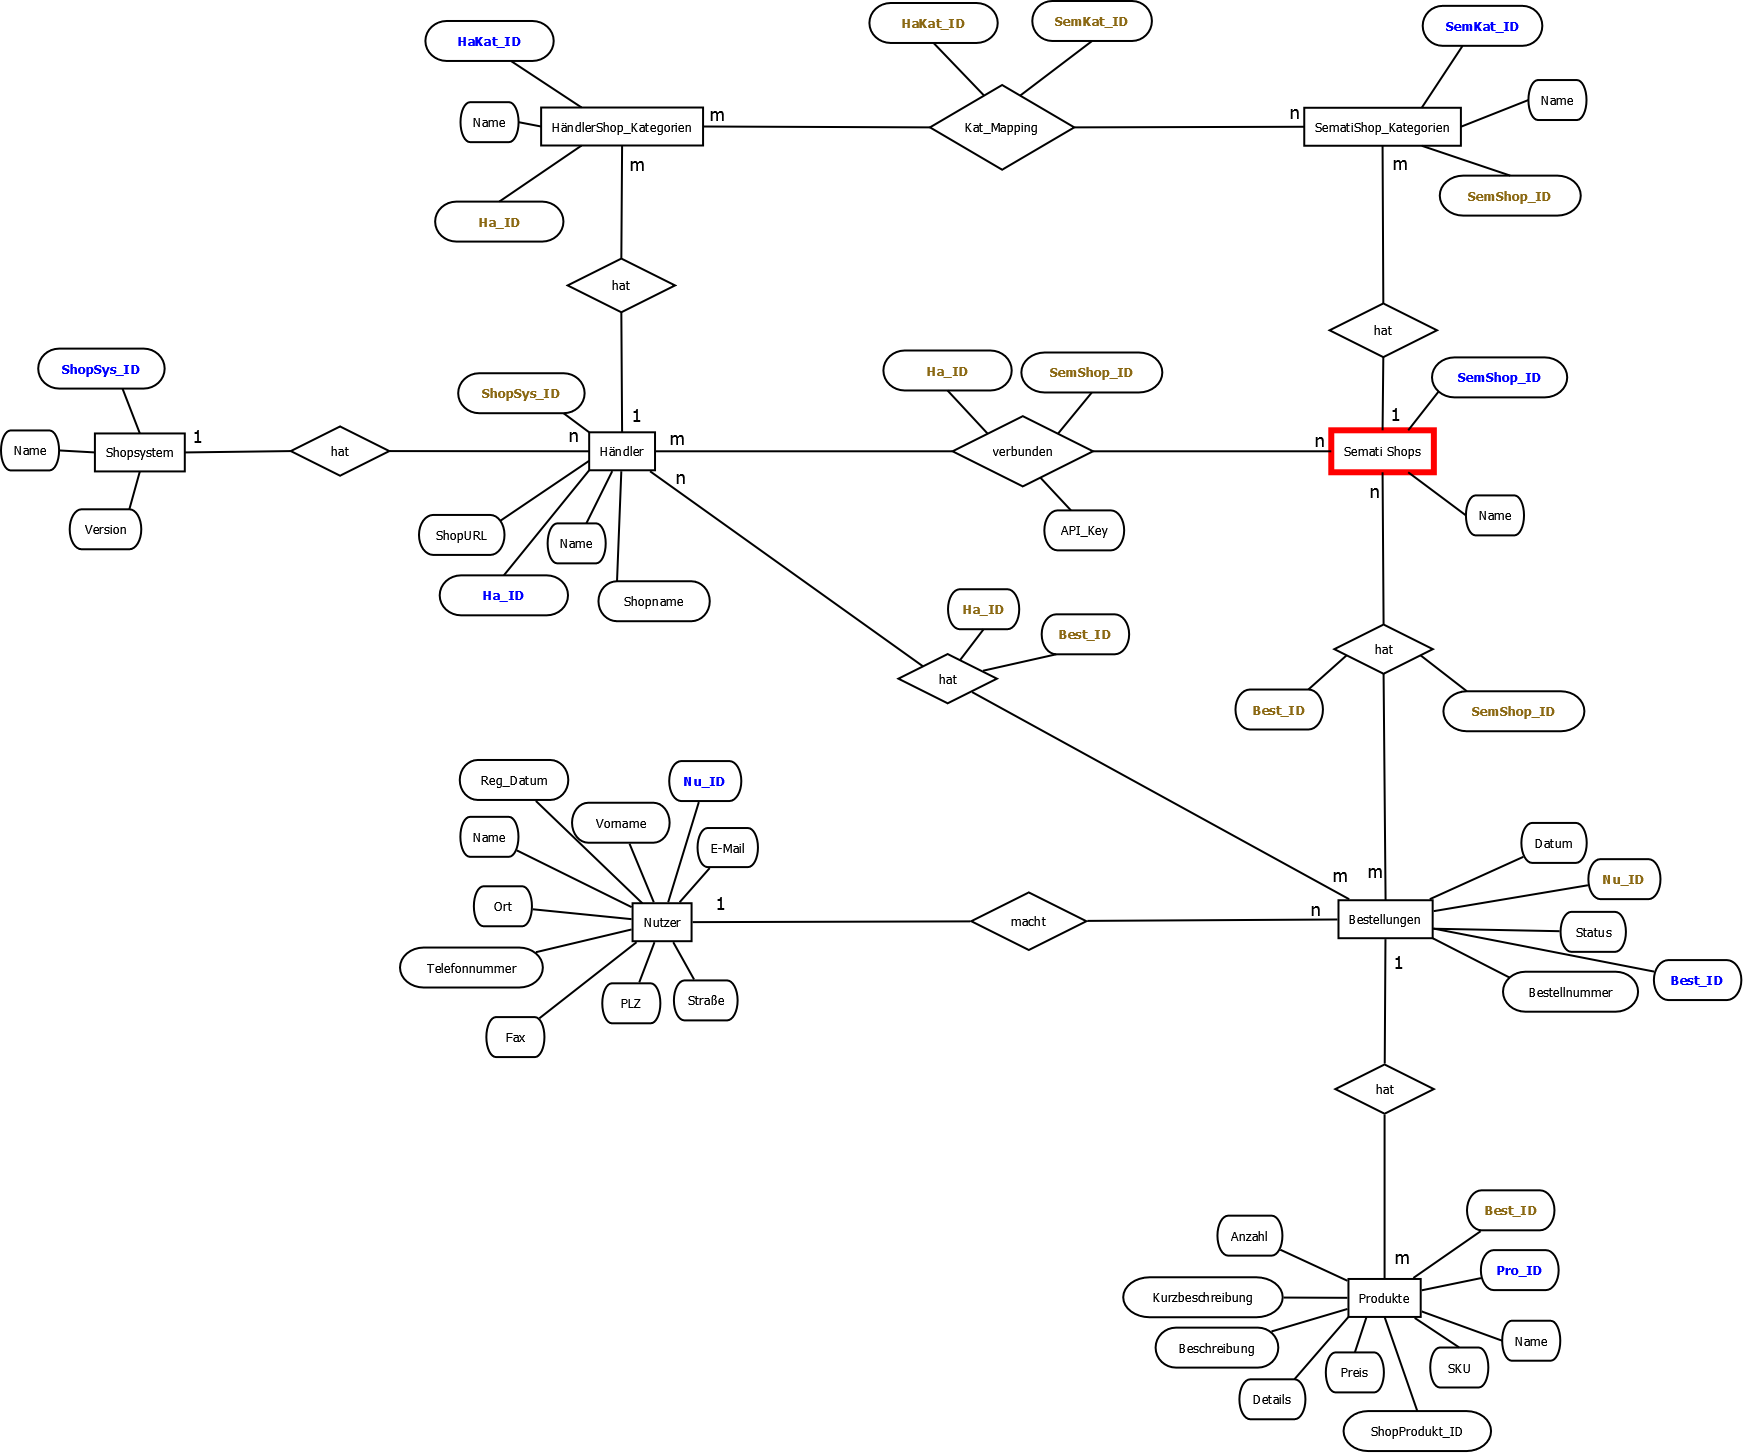 HaKat_ID
SemKat_ID
HaKat_ID
SemKat_ID
Name
Name
HändlerShop_Kategorien
m
Kat_Mapping
n
SematiShop_Kategorien
m
m
SemShop_ID
Ha_ID
hat
hat
ShopSys_ID
ShopSys_ID
Ha_ID
SemShop_ID
SemShop_ID
1
1
Name
Shopsystem
1
hat
n
Händler
m
verbunden
n
Semati Shops
n
n
Version
ShopURL
Name
API_Key
Name
Ha_ID
Shopname
Ha_ID
Best_ID
hat
hat
Best_ID
SemShop_ID
Reg_Datum
Nu_ID
Vorname
Name
E-Mail
Datum
m
m
Nu_ID
Ort
1
n
Nutzer
macht
Bestellungen
Status
Telefonnummer
1
Best_ID
PLZ
Straße
Bestellnummer
Fax
hat
Best_ID
Anzahl
m
Pro_ID
Kurzbeschreibung
Produkte
Name
Beschreibung
Preis
SKU
Details
ShopProdukt_ID